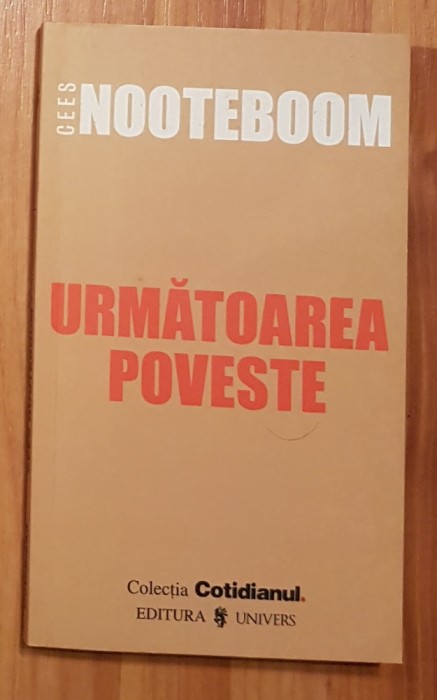 CEES NOOTEBOOM
URMĂTOAREA
POVESTE
Colecția Cotidianul.
EDITURA UNIVERS